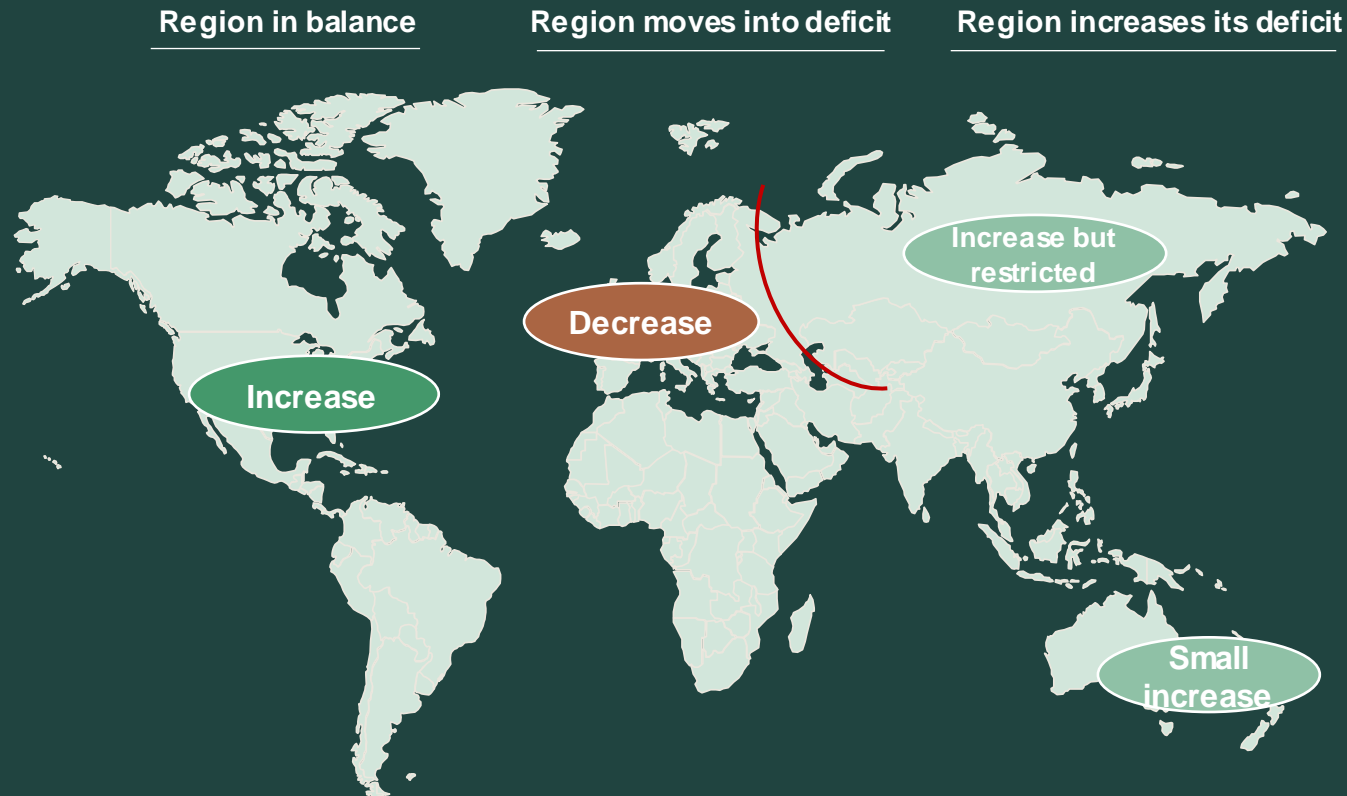 Region in balance
Region moves into deficit
Region increases its deficit
Increase but
restricted
Decrease
Increase
Small
increase